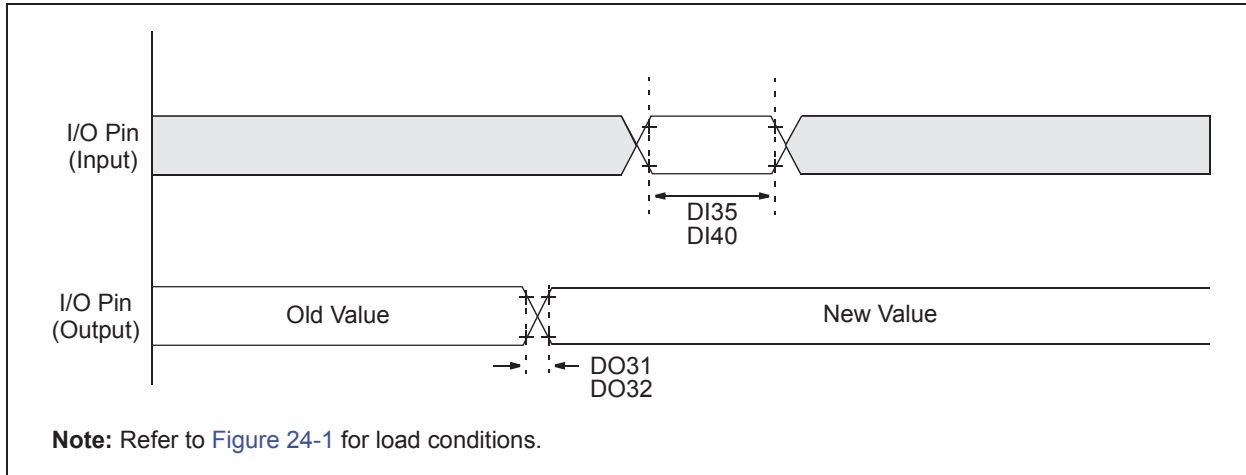 I/O Pin
(Input)
DI35
DI40
I/O Pin
(Output)
Old Value
New Value
DO31
DO32
Note: Refer to Figure 24-1 for load conditions.